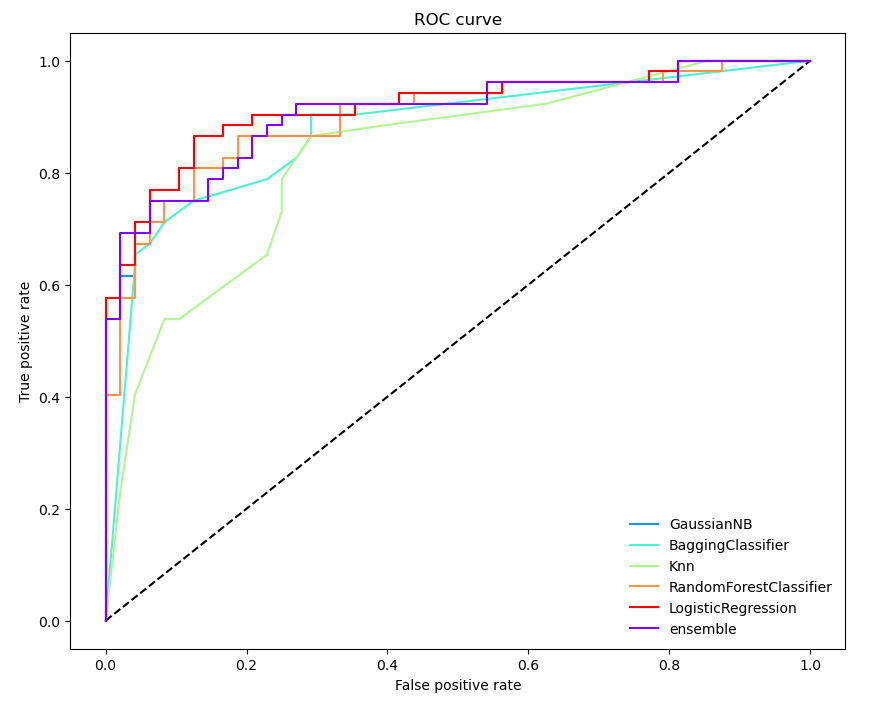 ROC curve
True positive rate
1.0
0.8
0.6
0.4
0.2
0.0
GaussianNB
BaggingClassifier
Knn
RandomForestClassifier
LogisticRegression
ensemble
0.0 0.2 0.4 0.6 0.8 1.0
False positive rate